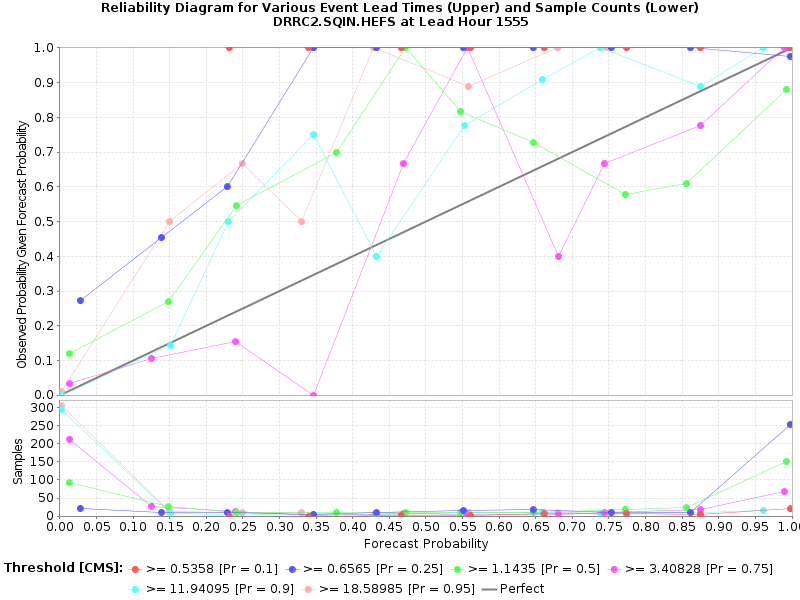 Reliability Diagram for Various Event Lead Times (Upper) and Sample Counts (Lower)
DRRC2.SQIN.HEFS at Lead Hour 1555
Observed Probability Given Forecast Probability
1.0
0.9
0.8
0.7
0.6
0.5
0.4
0.3
0.2
0.1
0.0
Samples
300
250
200
150
100
50
0
0.00 0.05 0.10 0.15 0.20 0.25 0.30 0.35 0.40 0.45 0.50 0.55 0.60 0.65 0.70 0.75 0.80 0.85 0.90 0.95 1.00
Forecast Probability
Threshold [CMS]: >= 0.5358 [Pr = 0.1] >= 0.6565 [Pr = 0.25] >= 1.1435 [Pr = 0.5] >= 3.40828 [Pr = 0.75]
>= 11.94095 [Pr = 0.9] >= 18.58985 [Pr = 0.95] Perfect